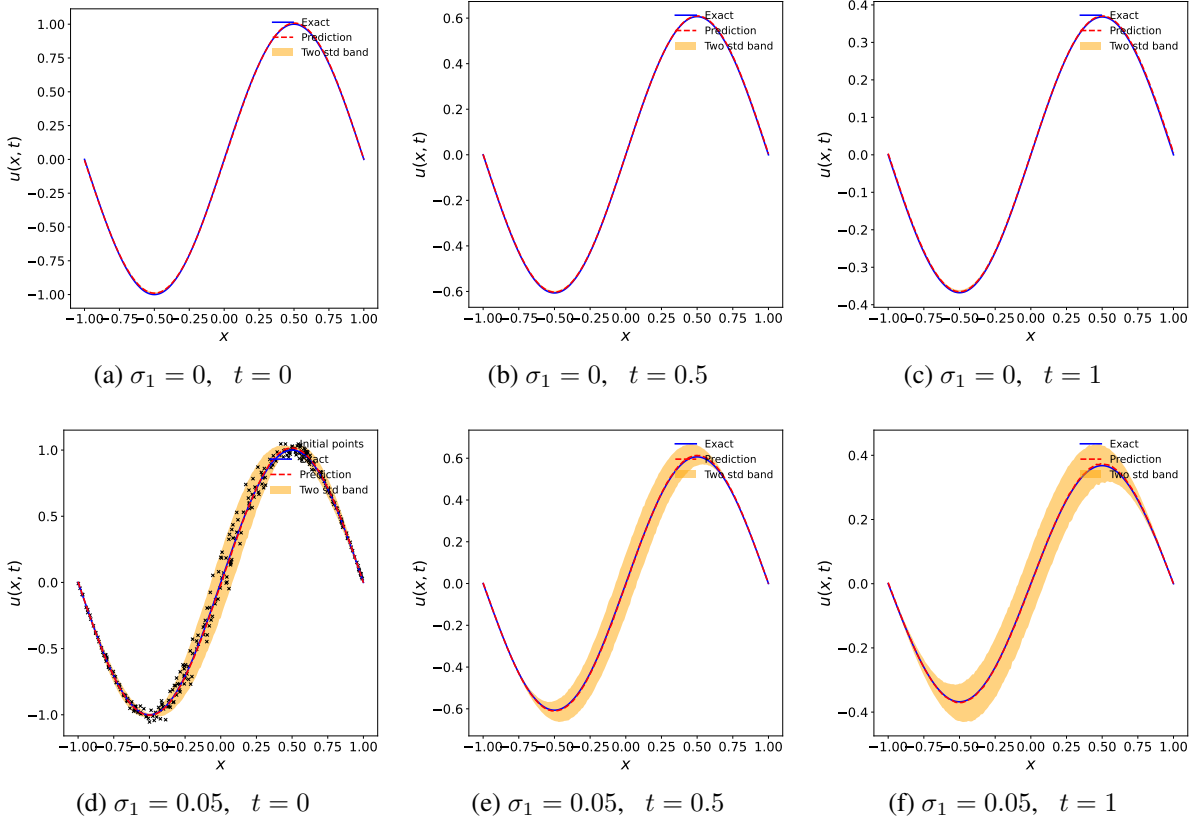 1.00
0.75
0.50
0.25
0.00
−0.25
−0.50
−0.75
−1.00
u(x, t)
Exact
Prediction
Two std band
−1.00 −0.75 −0.50 −0.25 0.00 0.25 0.50 0.75 1.00
x
(a) σ₁ = 0, t = 0
0.6
0.4
0.2
0.0
−0.2
−0.4
−0.6
u(x, t)
Exact
Prediction
Two std band
−1.00 −0.75 −0.50 −0.25 0.00 0.25 0.50 0.75 1.00
x
(b) σ₁ = 0, t = 0.5
0.4
0.3
0.2
0.1
0.0
−0.1
−0.2
−0.3
−0.4
u(x, t)
Exact
Prediction
Two std band
−1.00 −0.75 −0.50 −0.25 0.00 0.25 0.50 0.75 1.00
x
(c) σ₁ = 0, t = 1
1.0
0.5
0.0
−0.5
−1.0
u(x, t)
Initial points
Exact
Prediction
Two std band
−1.00 −0.75 −0.50 −0.25 0.00 0.25 0.50 0.75 1.00
x
(d) σ₁ = 0.05, t = 0
0.6
0.4
0.2
0.0
−0.2
−0.4
−0.6
u(x, t)
Exact
Prediction
Two std band
−1.00 −0.75 −0.50 −0.25 0.00 0.25 0.50 0.75 1.00
x
(e) σ₁ = 0.05, t = 0.5
0.4
0.2
0.0
−0.2
−0.4
u(x, t)
Exact
Prediction
Two std band
−1.00 −0.75 −0.50 −0.25 0.00 0.25 0.50 0.75 1.00
x
(f) σ₁ = 0.05, t = 1